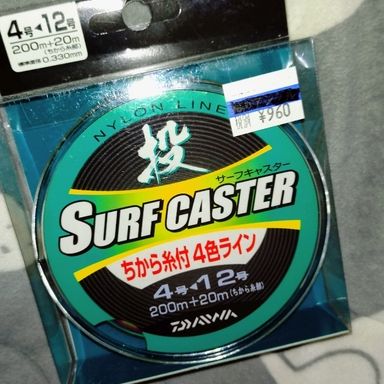 4号◀12号
200m+20m(ちから糸部)
標準直径 0.330mm
税済 ¥960
NYLON LINE
投
サーフキャスター
SURF CASTER
ちから糸付4色ライン
4号◀12号
200m+20m(ちから糸部)
DAIWA